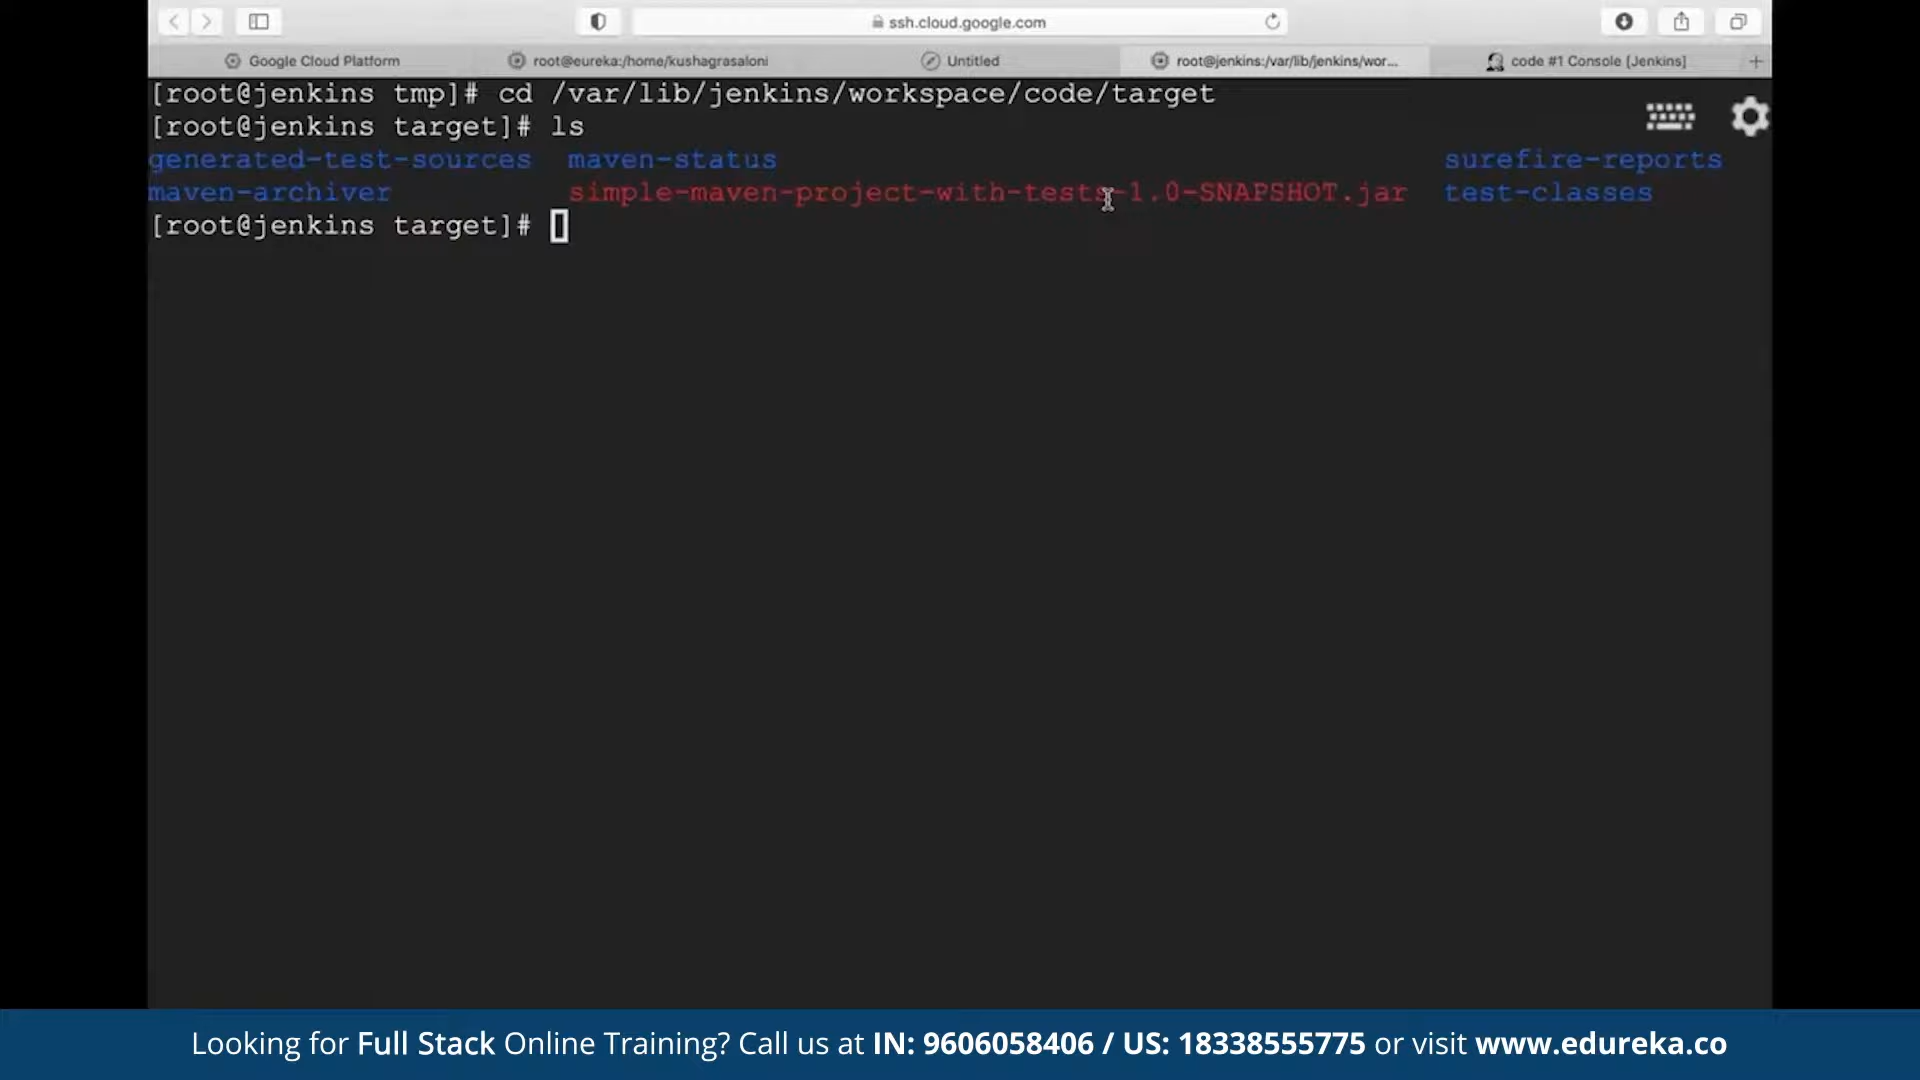 ssh.cloud.google.com
Google Cloud Platform root@eureka:/home/kushagrasaloni Untitled root@jenkins:/var/lib/jenkins/wor... code #1 Console [Jenkins]
[root@jenkins tmp]# cd /var/lib/jenkins/workspace/code/target
[root@jenkins target]# ls
generated-test-sources maven-status surefire-reports
maven-archiver simple-maven-project-with-tests-1.0-SNAPSHOT.jar test-classes
[root@jenkins target]#
Looking for Full Stack Online Training? Call us at IN: 9606058406 / US: 18338555775 or visit www.edureka.co